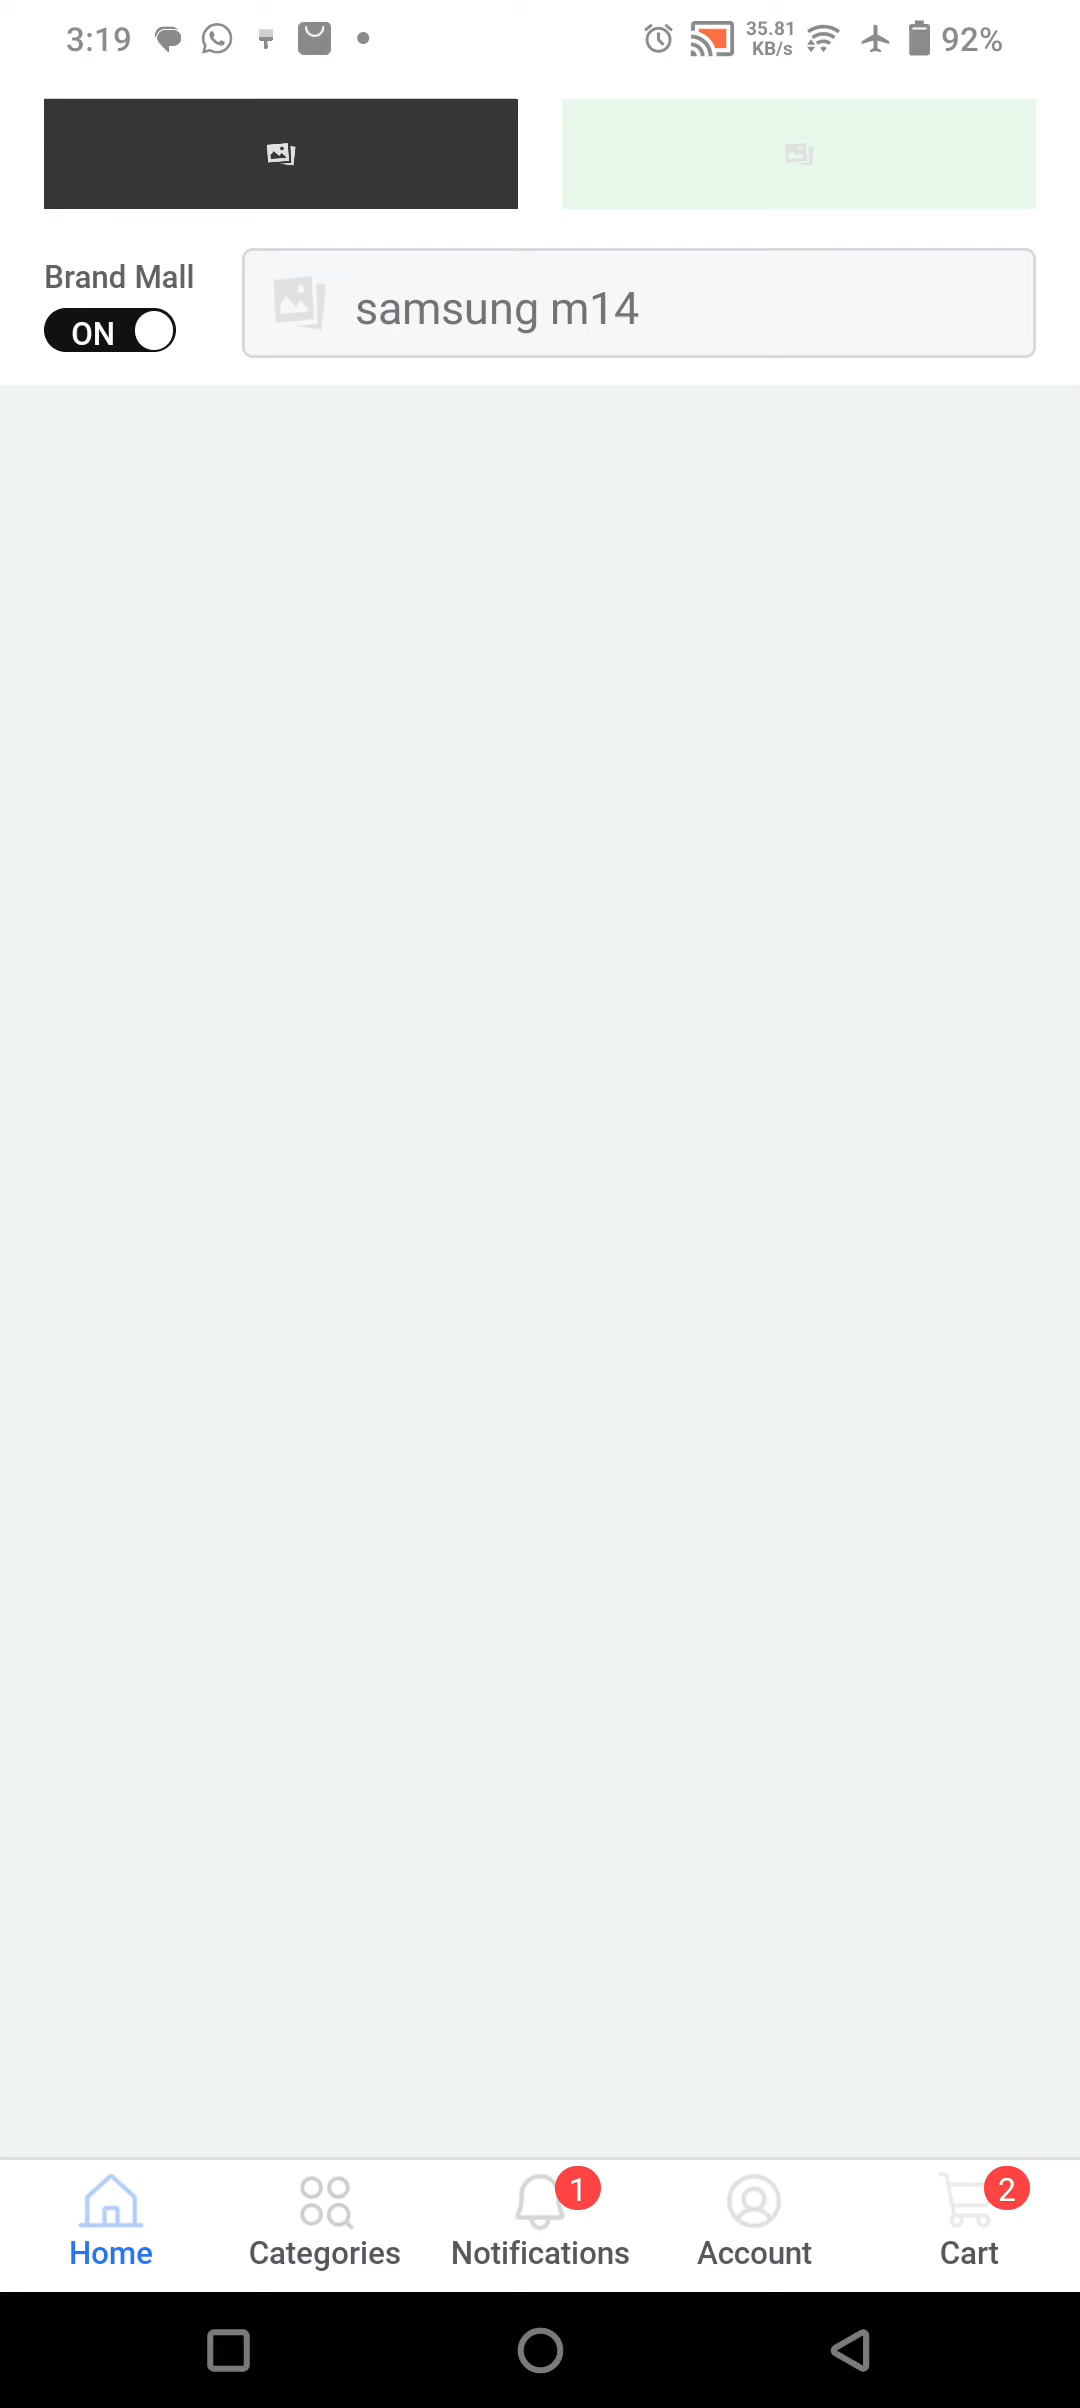 3:19
35.81
KB/s
92%
Brand Mall
ON
samsung m14
1
2
Home
Categories
Notifications
Account
Cart